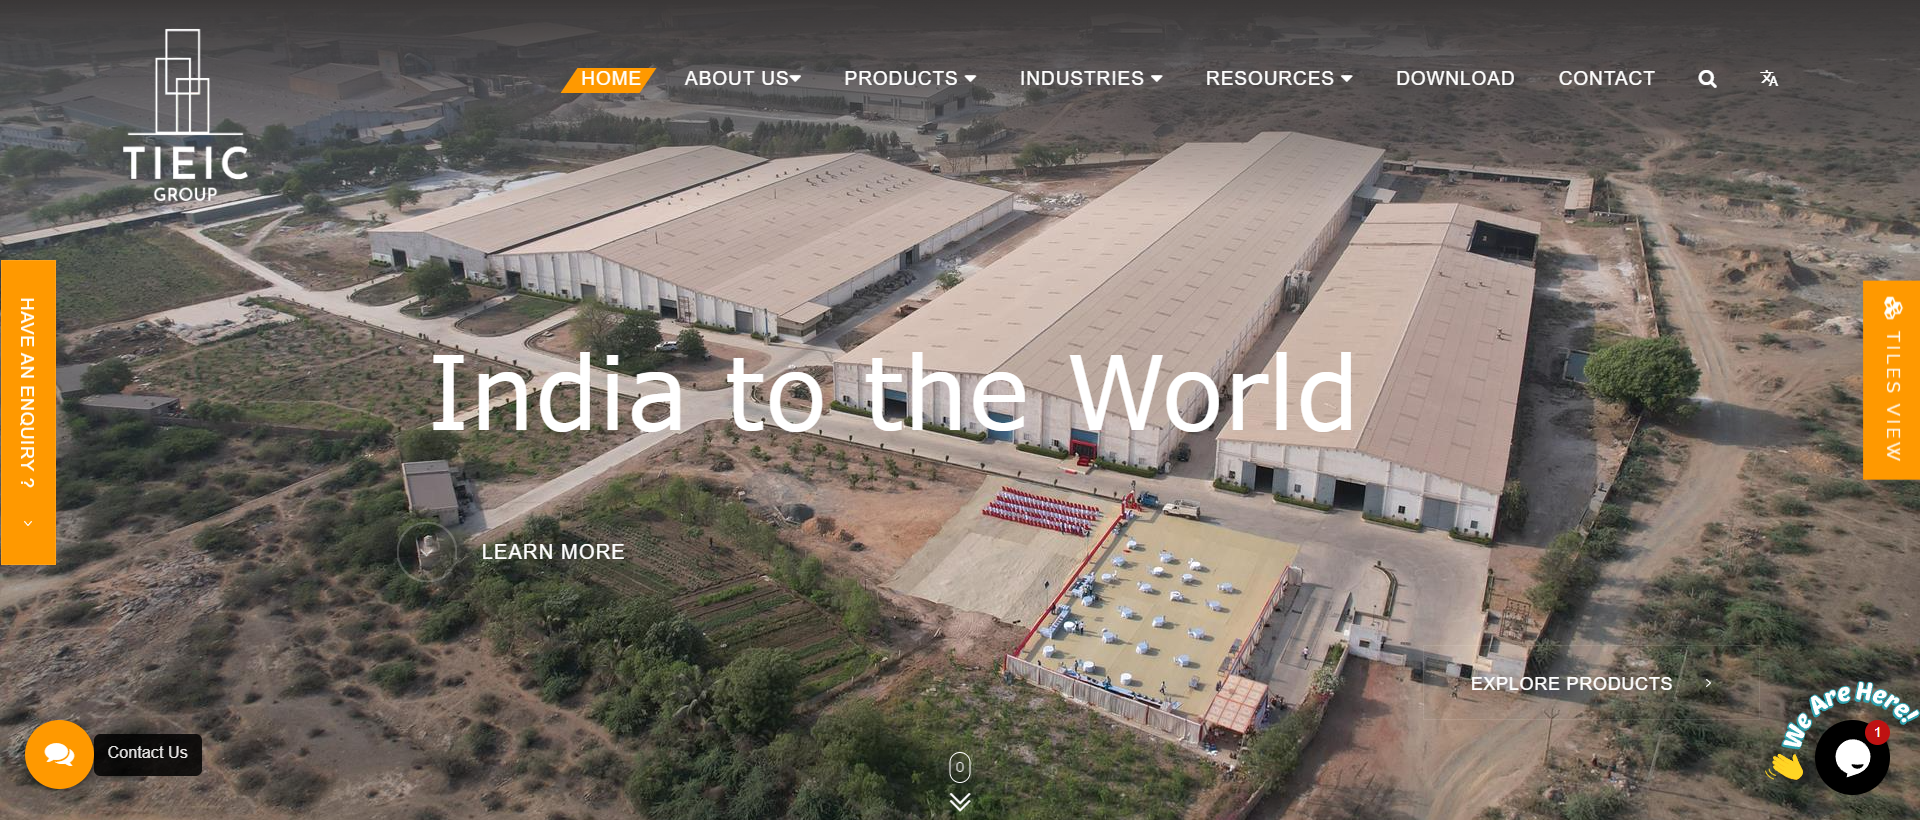 TIEIC
GROUP
HOME
ABOUT US
PRODUCTS
INDUSTRIES
RESOURCES
DOWNLOAD
CONTACT
HAVE AN ENQUIRY ?
TILES VIEW
India to the World
LEARN MORE
EXPLORE PRODUCTS
We Are Here!
1
Contact Us
0